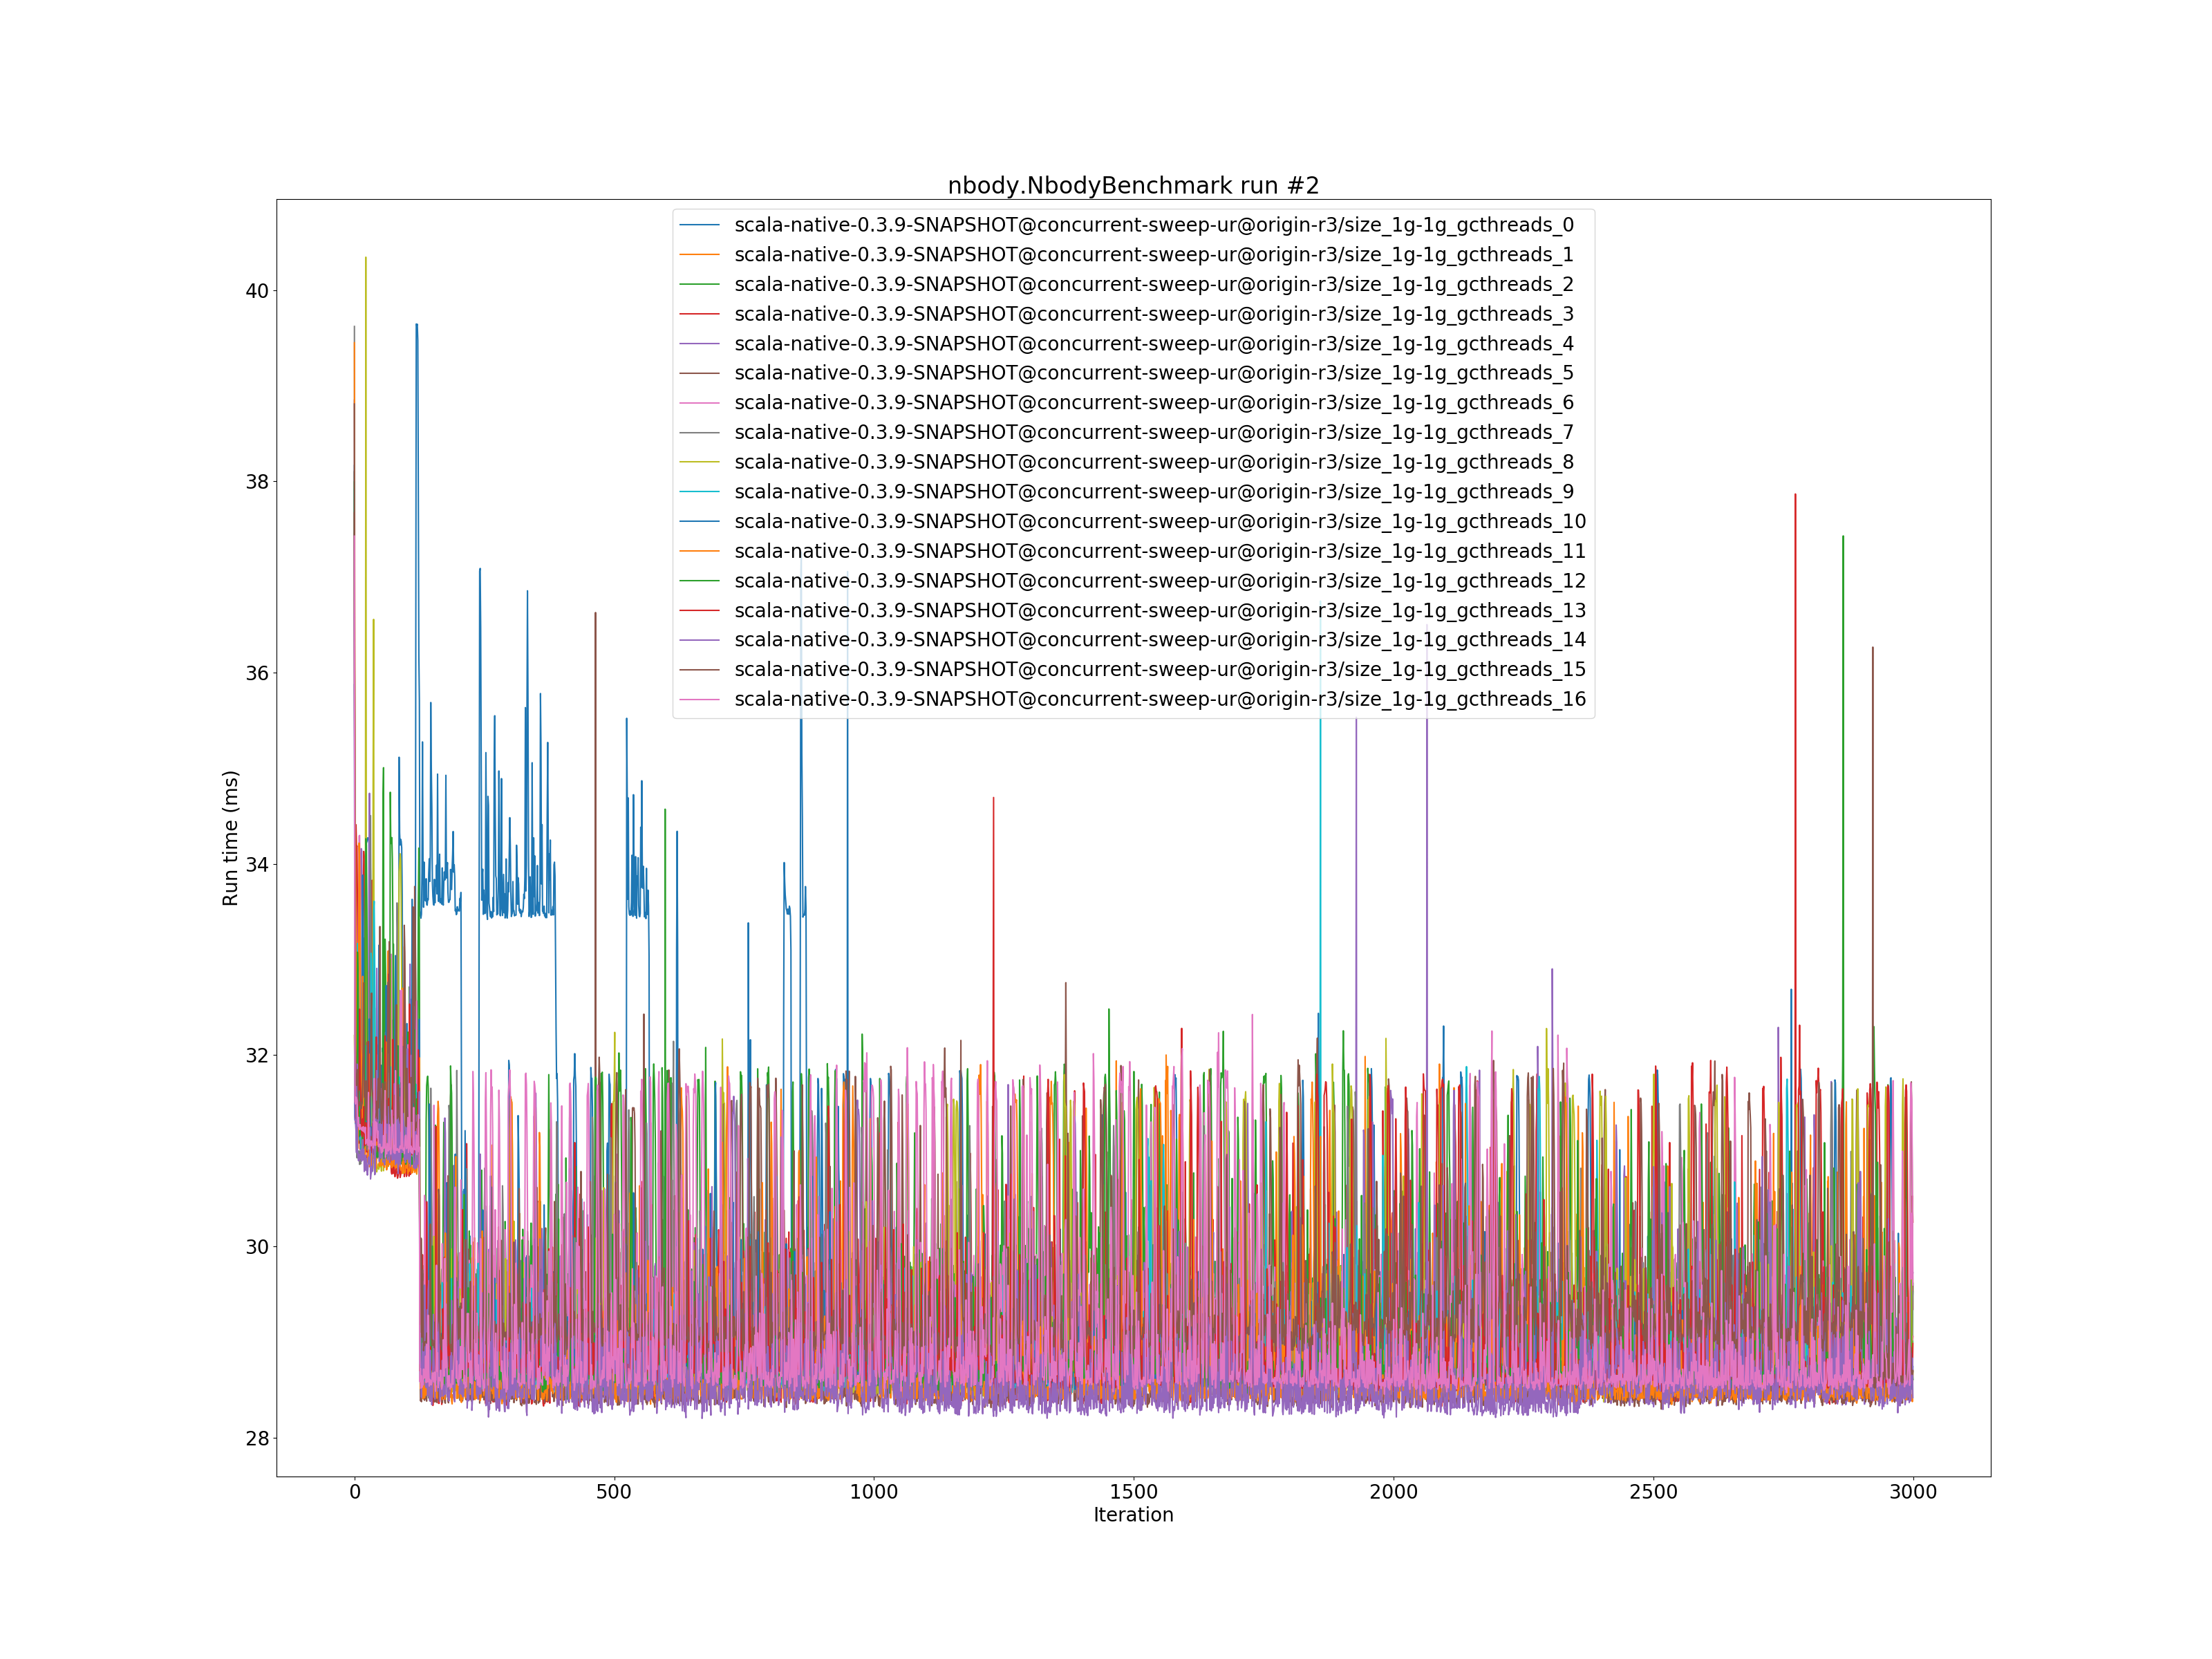 nbody.NbodyBenchmark run #2
scala-native-0.3.9-SNAPSHOT@concurrent-sweep-ur@origin-r3/size_1g-1g_gcthreads_0
scala-native-0.3.9-SNAPSHOT@concurrent-sweep-ur@origin-r3/size_1g-1g_gcthreads_1
scala-native-0.3.9-SNAPSHOT@concurrent-sweep-ur@origin-r3/size_1g-1g_gcthreads_2
scala-native-0.3.9-SNAPSHOT@concurrent-sweep-ur@origin-r3/size_1g-1g_gcthreads_3
scala-native-0.3.9-SNAPSHOT@concurrent-sweep-ur@origin-r3/size_1g-1g_gcthreads_4
scala-native-0.3.9-SNAPSHOT@concurrent-sweep-ur@origin-r3/size_1g-1g_gcthreads_5
scala-native-0.3.9-SNAPSHOT@concurrent-sweep-ur@origin-r3/size_1g-1g_gcthreads_6
scala-native-0.3.9-SNAPSHOT@concurrent-sweep-ur@origin-r3/size_1g-1g_gcthreads_7
scala-native-0.3.9-SNAPSHOT@concurrent-sweep-ur@origin-r3/size_1g-1g_gcthreads_8
scala-native-0.3.9-SNAPSHOT@concurrent-sweep-ur@origin-r3/size_1g-1g_gcthreads_9
scala-native-0.3.9-SNAPSHOT@concurrent-sweep-ur@origin-r3/size_1g-1g_gcthreads_10
scala-native-0.3.9-SNAPSHOT@concurrent-sweep-ur@origin-r3/size_1g-1g_gcthreads_11
scala-native-0.3.9-SNAPSHOT@concurrent-sweep-ur@origin-r3/size_1g-1g_gcthreads_12
scala-native-0.3.9-SNAPSHOT@concurrent-sweep-ur@origin-r3/size_1g-1g_gcthreads_13
scala-native-0.3.9-SNAPSHOT@concurrent-sweep-ur@origin-r3/size_1g-1g_gcthreads_14
scala-native-0.3.9-SNAPSHOT@concurrent-sweep-ur@origin-r3/size_1g-1g_gcthreads_15
scala-native-0.3.9-SNAPSHOT@concurrent-sweep-ur@origin-r3/size_1g-1g_gcthreads_16
Run time (ms)
40
38
36
34
32
30
28
0 500 1000 1500 2000 2500 3000
Iteration